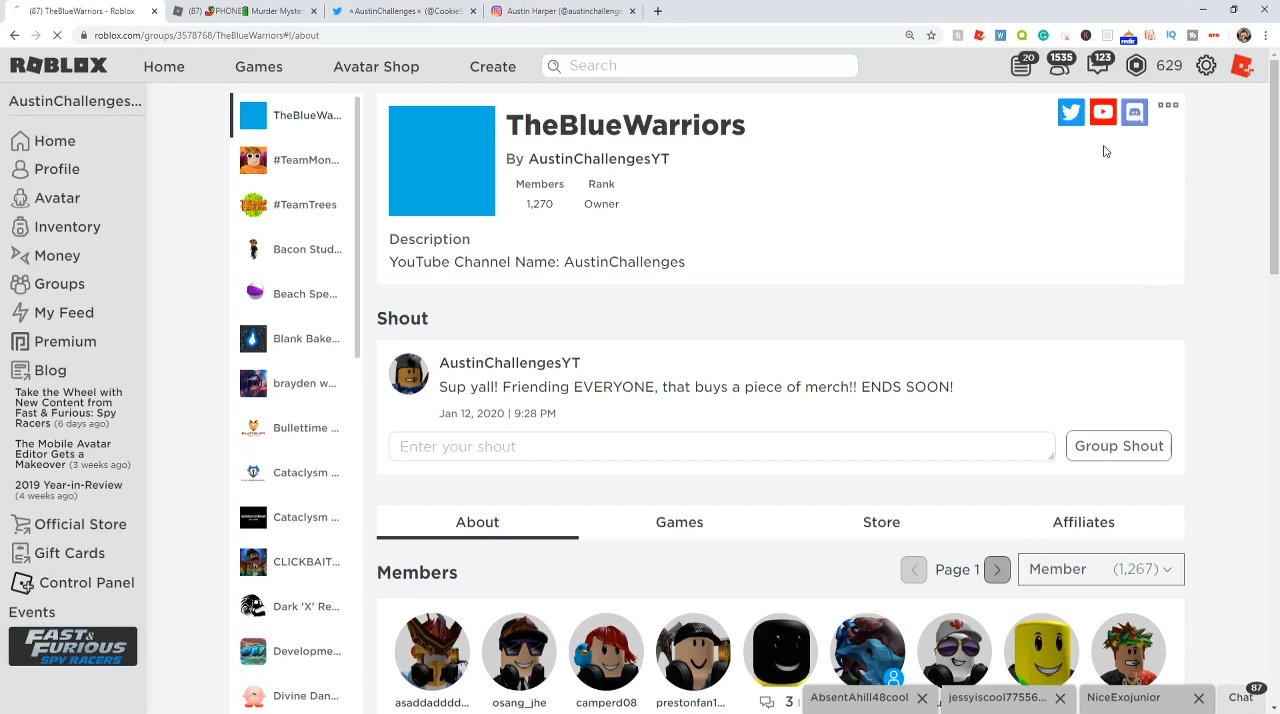 (87) TheBlueWarriors - Roblox
(87) 🌶PHONE🌶 Murder Myster
»AustinChallenges« (@CookieS
Austin Harper (@austinchallenge
roblox.com/groups/3578768/TheBlueWarriors#!/about
ROBLOX
Home
Games
Avatar Shop
Create
Search
20
1535
123
629
AustinChallenges...
Home
Profile
Avatar
Inventory
Money
Groups
My Feed
Premium
Blog
Take the Wheel with
New Content from
Fast & Furious: Spy
Racers (6 days ago)
The Mobile Avatar
Editor Gets a
Makeover (3 weeks ago)
2019 Year-in-Review
(4 weeks ago)
Official Store
Gift Cards
Control Panel
Events
FAST & FURIOUS
SPY RACERS
TheBlueWa...
#TeamMon...
#TeamTrees
Bacon Stud...
Beach Spe...
Blank Bake...
brayden w...
Bullettime ...
Cataclysm ...
Cataclysm ...
CLICKBAIT...
Dark 'X' Re...
Developme...
Divine Dan...
TheBlueWarriors
By AustinChallengesYT
Members
Rank
1,270
Owner
Description
YouTube Channel Name: AustinChallenges
Shout
AustinChallengesYT
Sup yall! Friending EVERYONE, that buys a piece of merch!! ENDS SOON!
Jan 12, 2020 | 9:28 PM
Enter your shout
Group Shout
About
Games
Store
Affiliates
Members
Page 1
Member (1,267)
asaddadddd...
osang_jhe
camperd08
prestonfan1...
3
AbsentAhill48cool
jessyiscool77556...
NiceExojunior
Chat
87